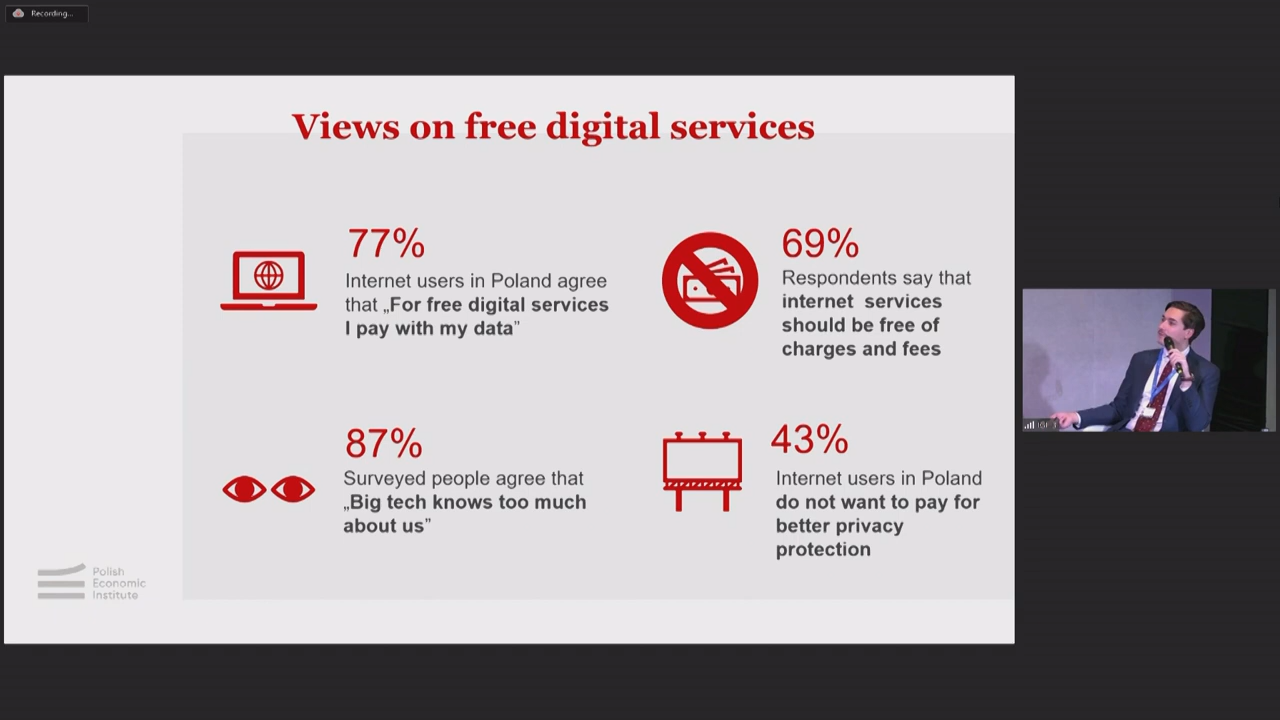 Recording...
Views on free digital services
77%
Internet users in Poland agree
that „For free digital services
I pay with my data”
69%
Respondents say that
internet services
should be free of
charges and fees
87%
Surveyed people agree that
„Big tech knows too much
about us”
43%
Internet users in Poland
do not want to pay for
better privacy
protection
Polish
Economic
Institute